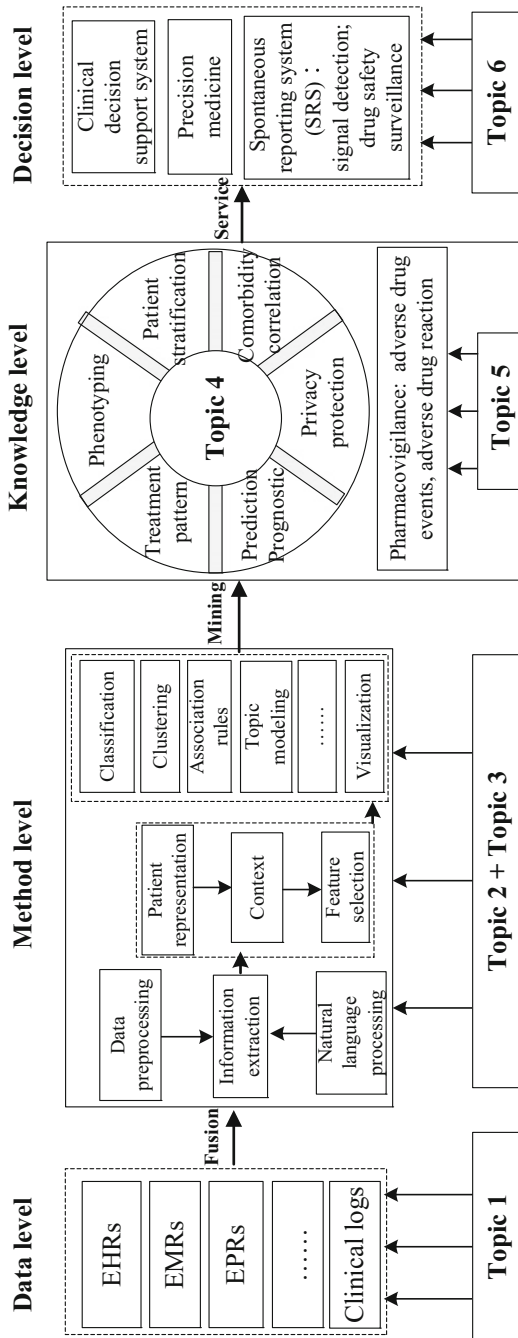 Data level
EHRs
EMRs
EPRs
......
Clinical logs
Topic 1
Fusion
Method level
Data
preprocessing
Information
extraction
Natural
language
processing
Patient
representation
Context
Feature
selection
Classification
Clustering
Association
rules
Topic
modeling
......
Visualization
Topic 2 + Topic 3
Mining
Knowledge level
Phenotyping
Patient
stratification
Treatment
pattern
Topic 4
Comorbidity
correlation
Prediction
Prognostic
Privacy
protection
Pharmacovigilance: adverse drug
events, adverse drug reaction
Topic 5
Service
Decision level
Clinical
decision
support system
Precision
medicine
Spontaneous
reporting system
(SRS) :
signal detection;
drug safety
surveillance
Topic 6